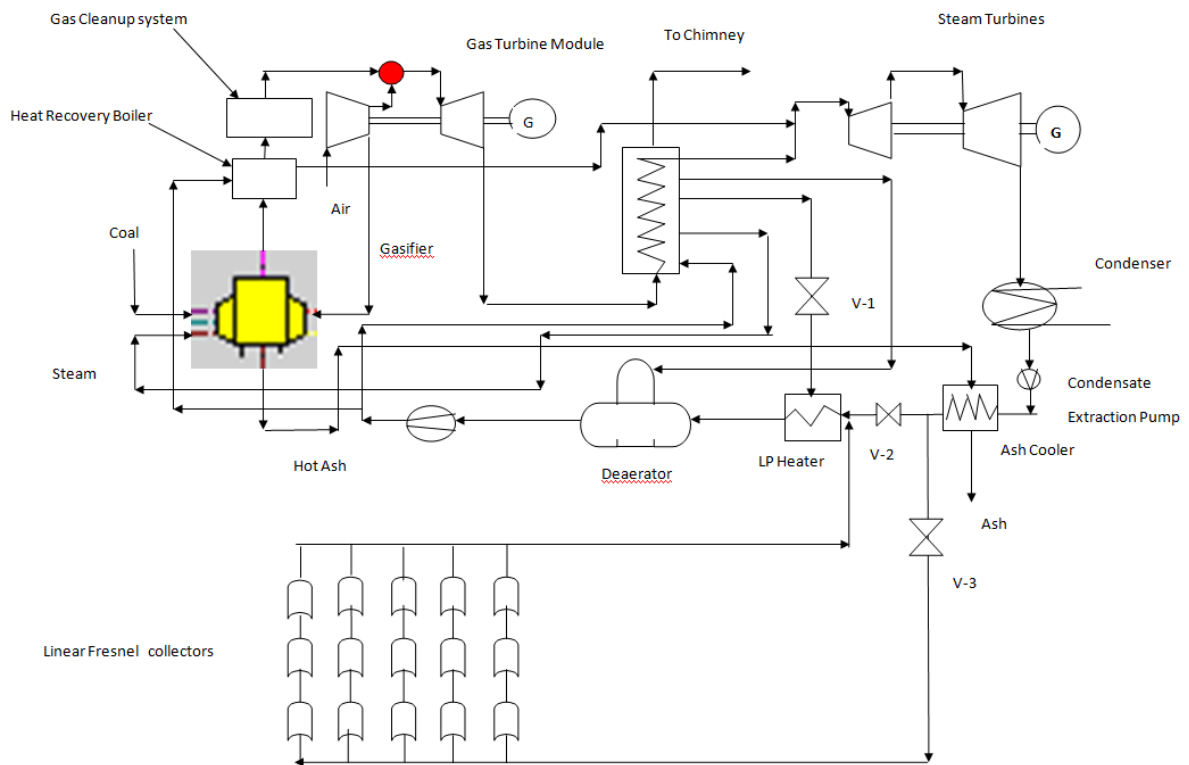 Gas Cleanup system
Steam Turbines
To Chimney
Gas Turbine Module
Heat Recovery Boiler
G
G
Air
Coal
Gasifier
Condenser
V-1
Steam
Condensate
Extraction Pump
Ash Cooler
V-2
LP Heater
Hot Ash
Deaerator
Ash
V-3
Linear Fresnel collectors